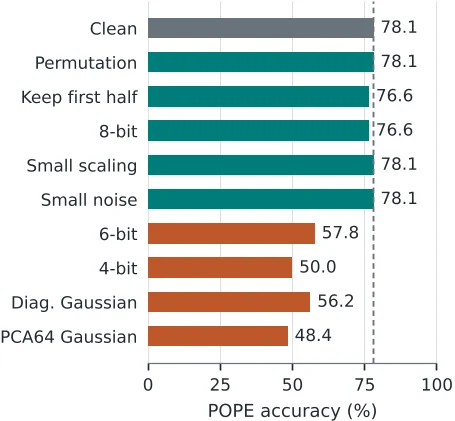 Clean 78.1
Permutation 78.1
Keep first half 76.6
8-bit 76.6
Small scaling 78.1
Small noise 78.1
6-bit 57.8
4-bit 50.0
Diag. Gaussian 56.2
PCA64 Gaussian 48.4
0 25 50 75 100
POPE accuracy (%)